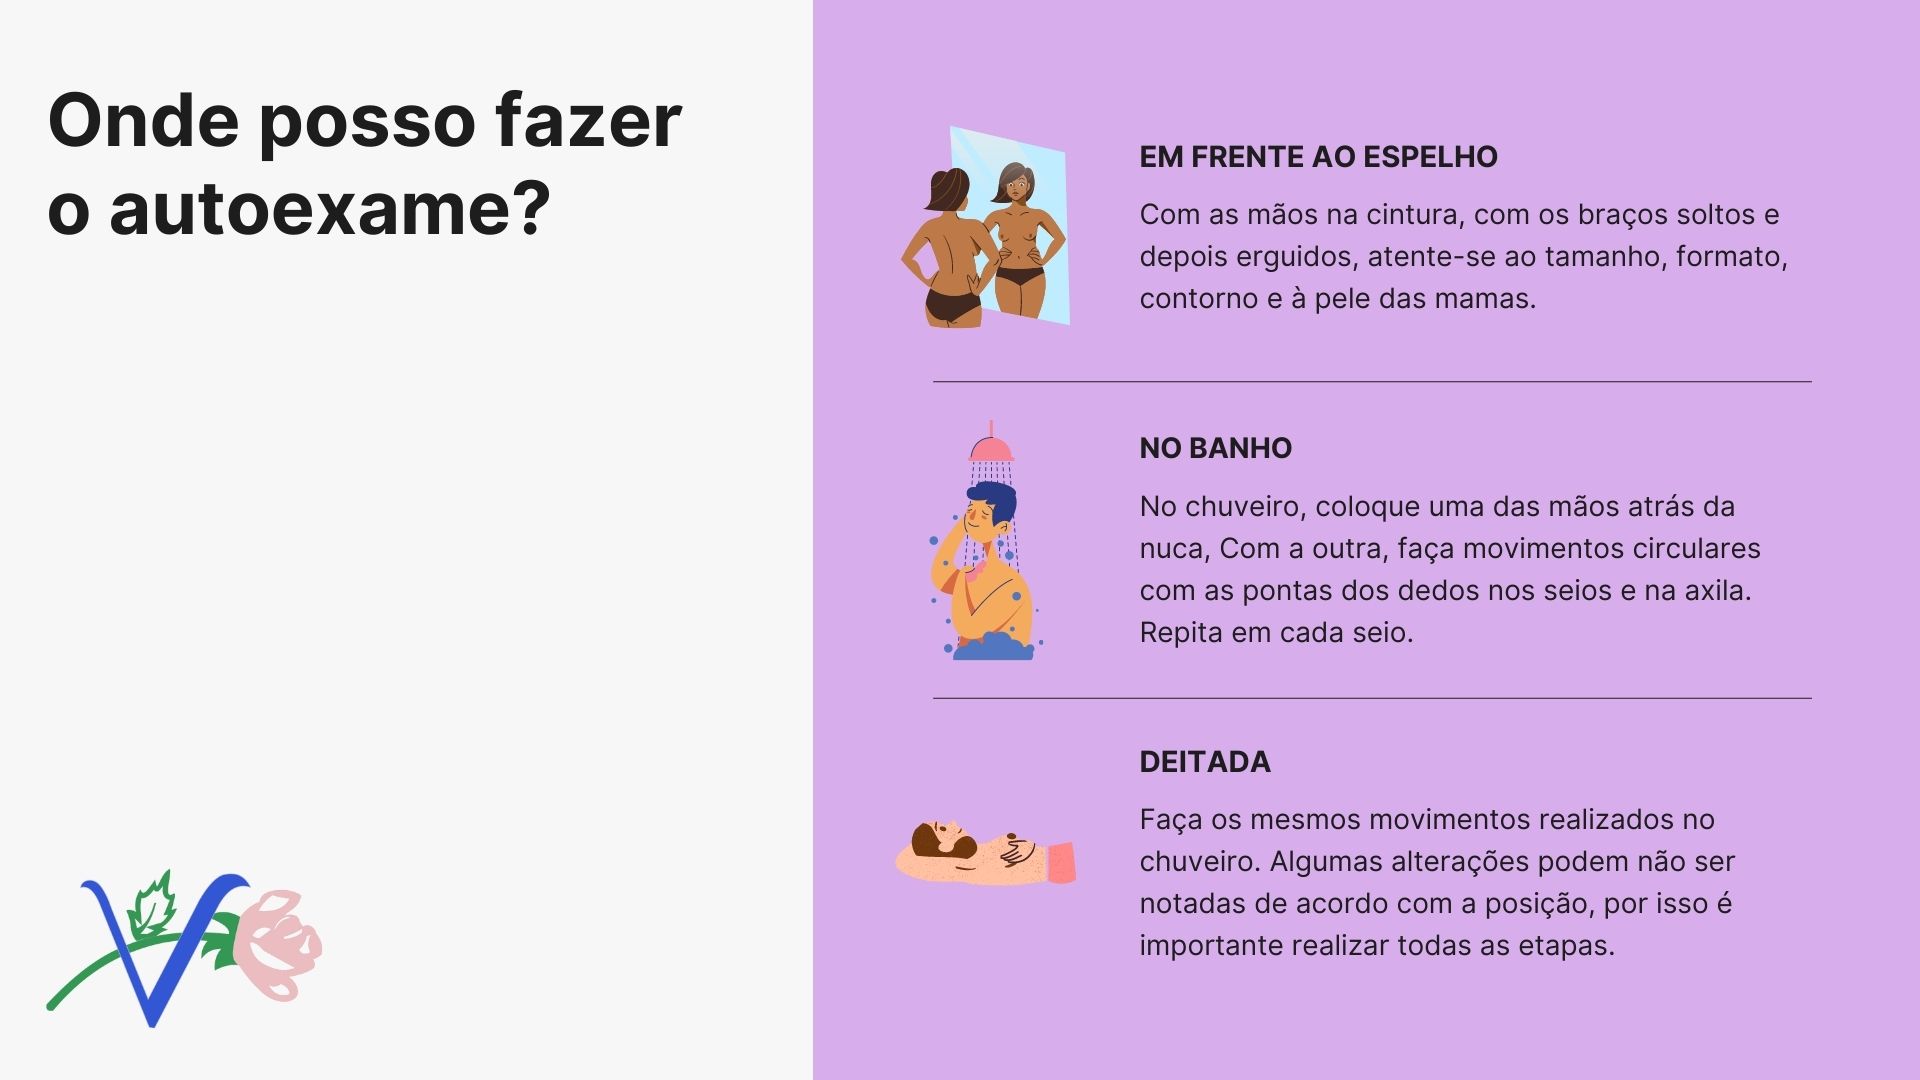 Onde posso fazer
o autoexame?
EM FRENTE AO ESPELHO
Com as mãos na cintura, com os braços soltos e
depois erguidos, atente-se ao tamanho, formato,
contorno e à pele das mamas.
NO BANHO
No chuveiro, coloque uma das mãos atrás da
nuca, Com a outra, faça movimentos circulares
com as pontas dos dedos nos seios e na axila.
Repita em cada seio.
DEITADA
Faça os mesmos movimentos realizados no
chuveiro. Algumas alterações podem não ser
notadas de acordo com a posição, por isso é
importante realizar todas as etapas.
V